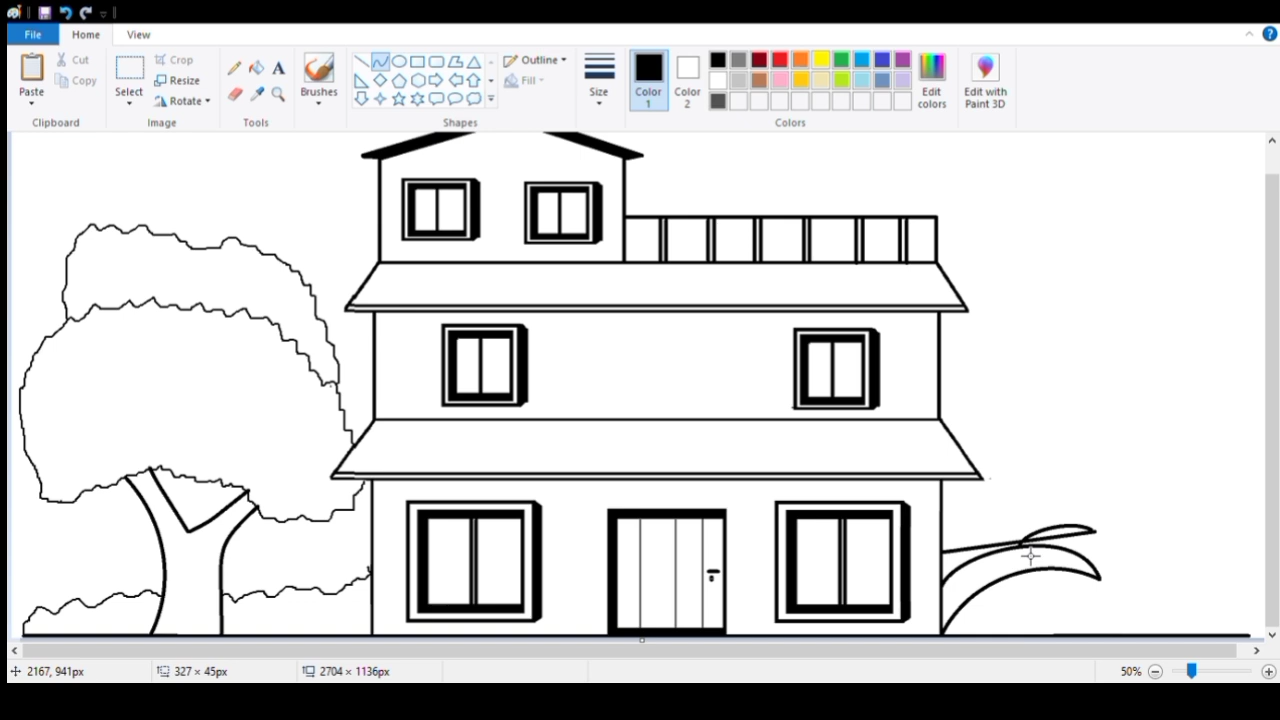 File Home View
Paste
Cut
Copy
Clipboard
Select
Crop
Resize
Rotate
Image
A
Tools
Brushes
Shapes
Outline
Fill
Size
Color
1
Color
2
Edit
colors
Colors
Edit with
Paint 3D
2167, 941px 327 × 45px 2704 × 1136px 50%